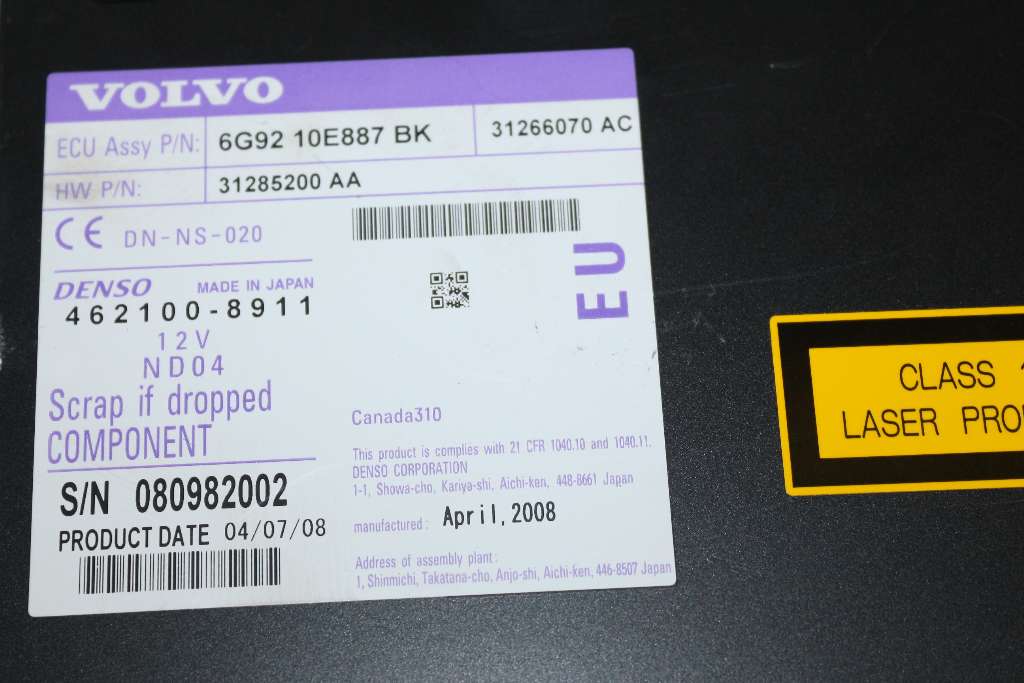 VOLVO
ECU Assy P/N: 6G92 10E887 BK 31266070 AC
HW P/N: 31285200 AA
CE DN-NS-020
DENSO MADE IN JAPAN
462100-8911
12V
ND04
Scrap if dropped
COMPONENT
S/N 080982002
PRODUCT DATE 04/07/08
EU
Canada310
This product is complies with 21 CFR 1040.10 and 1040.11.
DENSO CORPORATION
1-1, Showa-cho, Kariya-shi, Aichi-ken, 448-8661 Japan
manufactured: April, 2008
Address of assembly plant:
1, Shinmichi, Takatana-cho, Anjo-shi, Aichi-ken, 446-8507 Japan
CLASS 1
LASER PRO